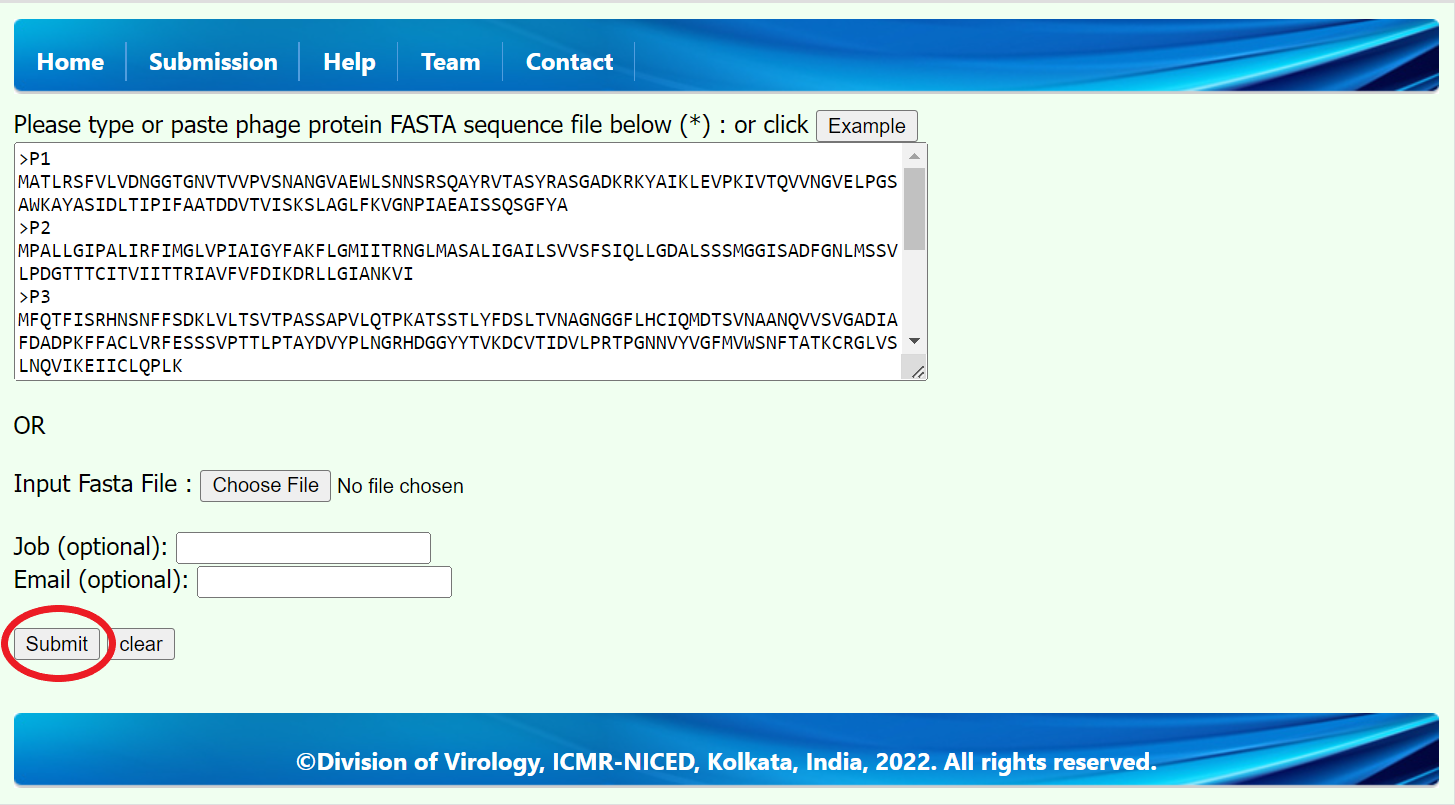 Home Submission Help Team Contact
Please type or paste phage protein FASTA sequence file below (*) : or click Example
>P1
MATLRSFVLVDNGGTGNVTVVPVSNANGVAEWLSNNSRSQAYRVTASYRASGADKRKYAIKLEVPKIVTQVVNGVELPGS
AWKAYASIDLTIPIFAATDDVTVISKSLAGLFKVGNPIAEAISSQSGFYA
>P2
MPALLGIPALIRFIMGLVPIAIGYFAKFLGMIITRNGLMASALIGAILSVVSFSIQLLGDALSSSMGGISADFGNLMSSV
LPDGTTTCITVIITTRIAVFVFDIKDRLLGIANKVI
>P3
MFQTFISRHNSNFFSDKLVLTSVTPASSAPVLQTPKATSSTLYFDSLTVNAGNGGFLHCIQMDTSVNAANQVVSVGADIA
FDADPKFFACLVRFESSSVPTTLPTAYDVYPLNGRHDGGYYTVKDCVTIDVLPRTPGNNVYVGFMVWSNFTATKCRGLVS
LNQVIKEIICLQPLK
OR
Input Fasta File : Choose File No file chosen
Job (optional):
Email (optional):
Submit clear
©Division of Virology, ICMR-NICED, Kolkata, India, 2022. All rights reserved.